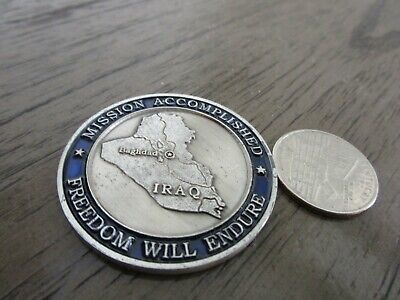 MISSION ACCOMPLISHED
Baghdad
IRAQ
FREEDOM WILL ENDURE